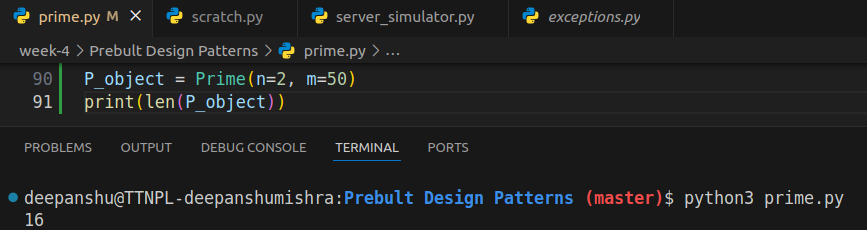 prime.py M × scratch.py server_simulator.py exceptions.py
week-4 > Prebult Design Patterns > prime.py > ...
90 P_object = Prime(n=2, m=50)
91 print(len(P_object))
PROBLEMS OUTPUT DEBUG CONSOLE TERMINAL PORTS
deepanshu@TTNPL-deepanshumishra:Prebult Design Patterns (master)$ python3 prime.py
16